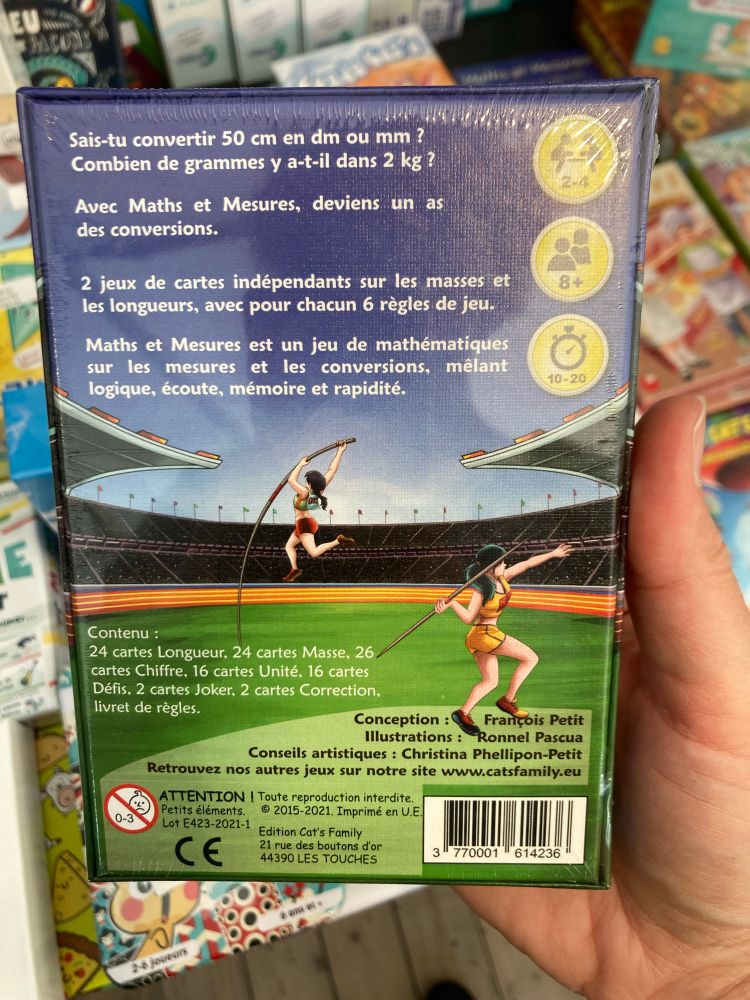 Maths et Mesures
Sais-tu convertir 50 cm en dm ou mm ?
Combien de grammes y a-t-il dans 2 kg ?
2-4
Avec Maths et Mesures, deviens un as
des conversions.
8+
2 jeux de cartes indépendants sur les masses et
les longueurs, avec pour chacun 6 règles de jeu.
Maths et Mesures est un jeu de mathématiques
sur les mesures et les conversions, mêlant
logique, écoute, mémoire et rapidité.
10-20
Contenu :
24 cartes Longueur, 24 cartes Masse, 26
cartes Chiffre, 16 cartes Unité, 16 cartes
Défis, 2 cartes Joker, 2 cartes Correction,
livret de règles.
Conception : François Petit
Illustrations : Ronnel Pascua
Conseils artistiques : Christina Phellipon-Petit
Retrouvez nos autres jeux sur notre site www.catsfamily.eu
0-3
ATTENTION !
Petits éléments.
Lot E423-2021-1
CE
Toute reproduction interdite.
© 2015-2021. Imprimé en U.E.
Edition Cat's Family
21 rue des boutons d'or
44390 LES TOUCHES
3 770001 614236
2-6 joueurs
6 ans et +